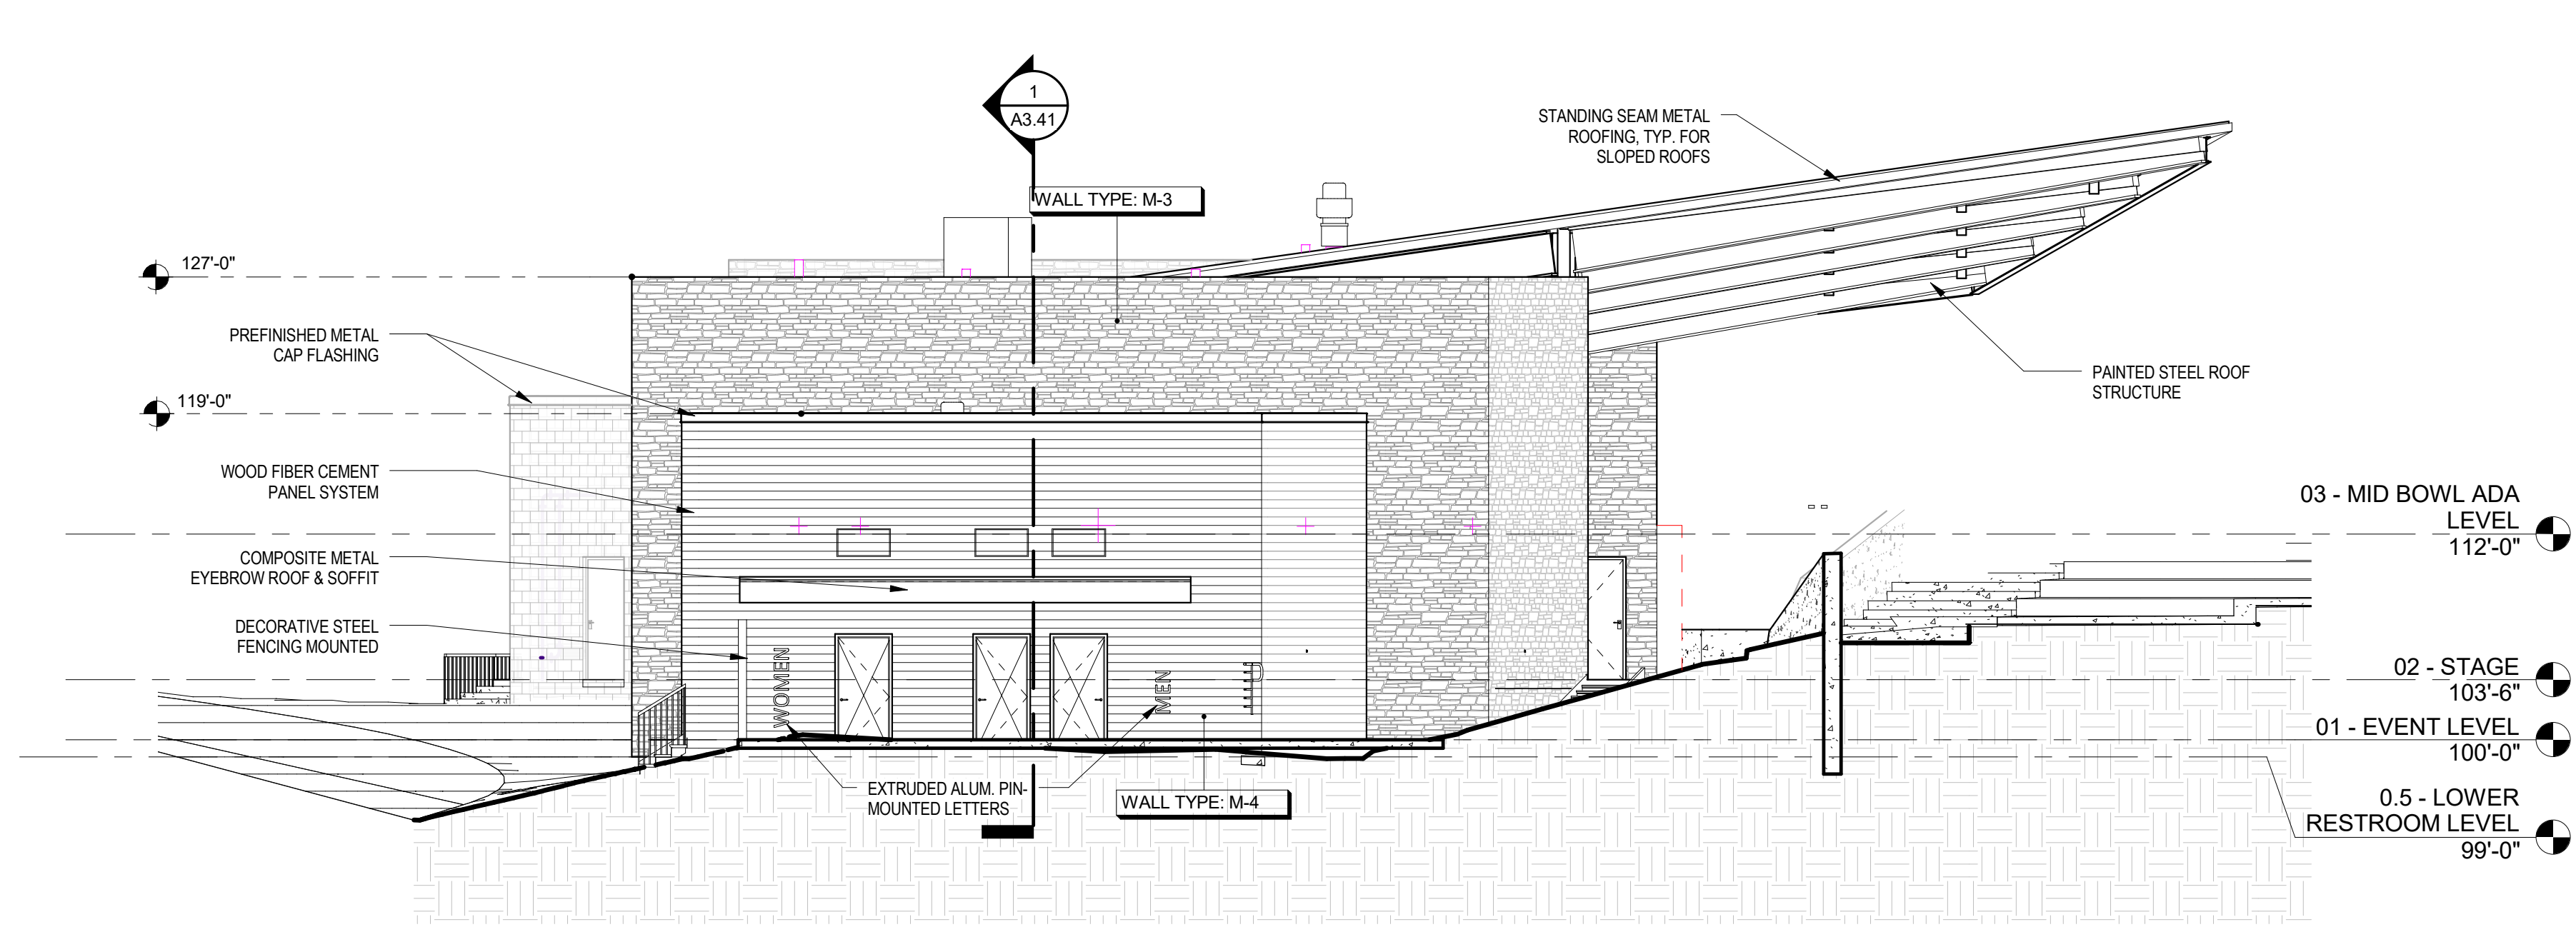 1
A3.41
STANDING SEAM METAL
ROOFING, TYP. FOR
SLOPED ROOFS
WALL TYPE: M-3
127'-0"
PREFINISHED METAL
CAP FLASHING
119'-0"
PAINTED STEEL ROOF
STRUCTURE
WOOD FIBER CEMENT
PANEL SYSTEM
03 - MID BOWL ADA
LEVEL
112'-0"
COMPOSITE METAL
EYEBROW ROOF & SOFFIT
DECORATIVE STEEL
FENCING MOUNTED
WOMEN
MEN
02 - STAGE
103'-6"
01 - EVENT LEVEL
100'-0"
EXTRUDED ALUM. PIN-
MOUNTED LETTERS
WALL TYPE: M-4
0.5 - LOWER
RESTROOM LEVEL
99'-0"